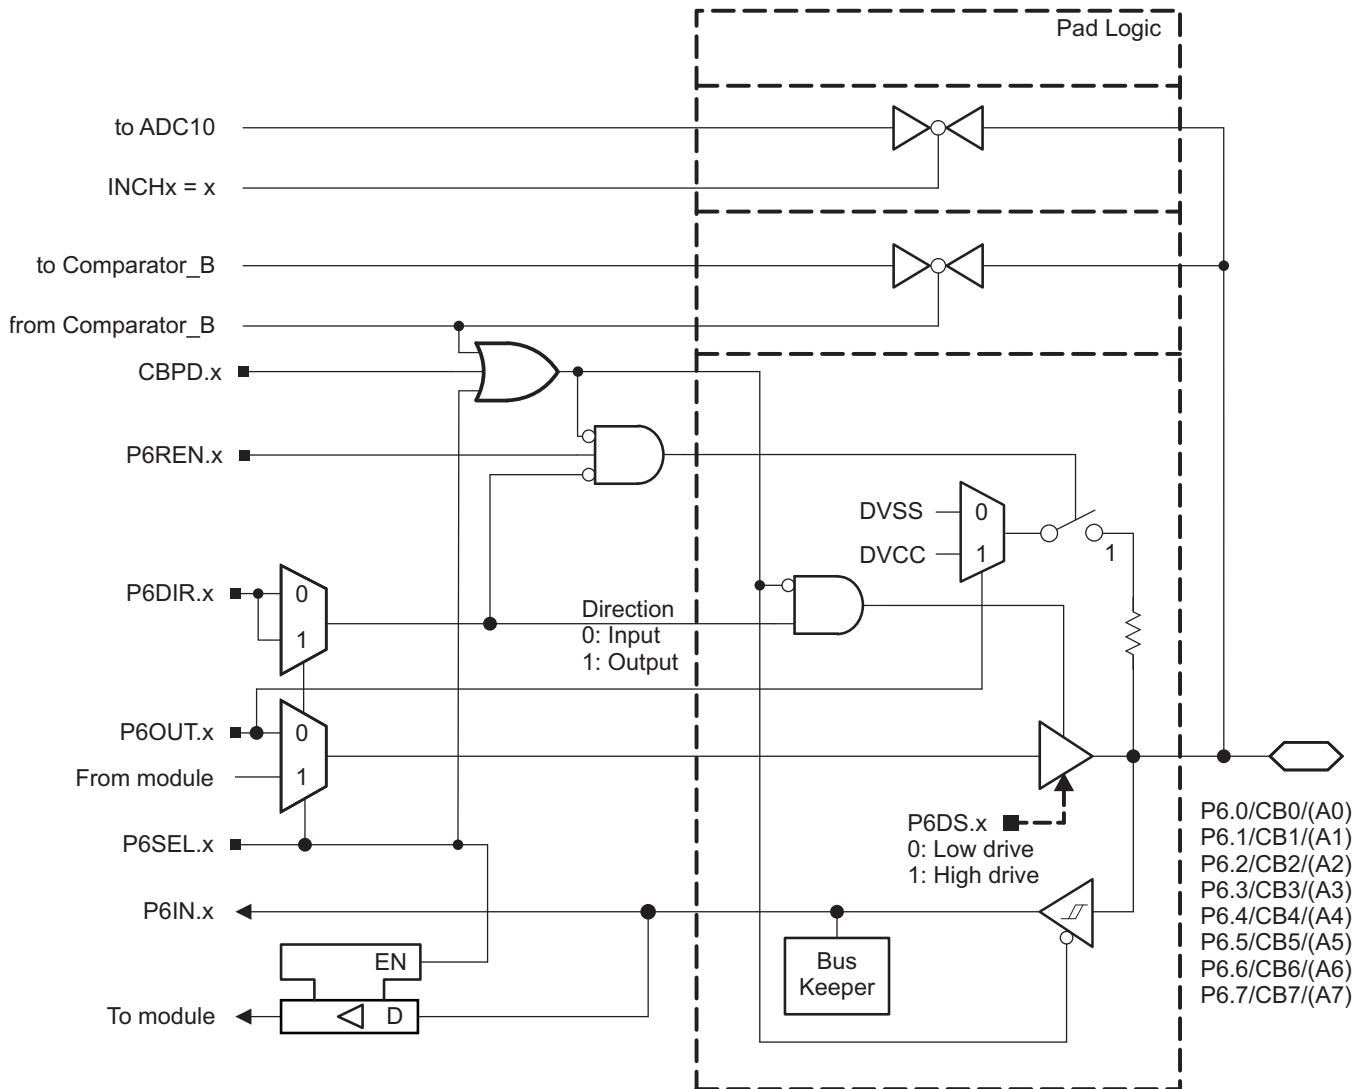 Pad Logic
to ADC10
INCHx = x
to Comparator_B
from Comparator_B
CBPD.x
P6REN.x
DVSS
0
DVCC
1
1
P6DIR.x
0
1
Direction
0: Input
1: Output
P6OUT.x
0
From module
1
P6SEL.x
P6DS.x
0: Low drive
1: High drive
P6.0/CB0/(A0)
P6.1/CB1/(A1)
P6.2/CB2/(A2)
P6.3/CB3/(A3)
P6.4/CB4/(A4)
P6.5/CB5/(A5)
P6.6/CB6/(A6)
P6.7/CB7/(A7)
P6IN.x
EN
Bus
Keeper
To module
D